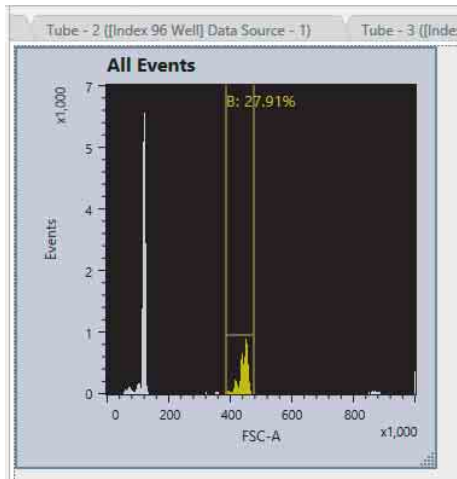 Tube - 2 ([Index 96 Well] Data Source - 1)
Tube - 3 ([Inde
All Events
x1,000
Events
7
5
4
2
1
0
B: 27.91%
0 200 400 600 800
FSC-A
x1,000